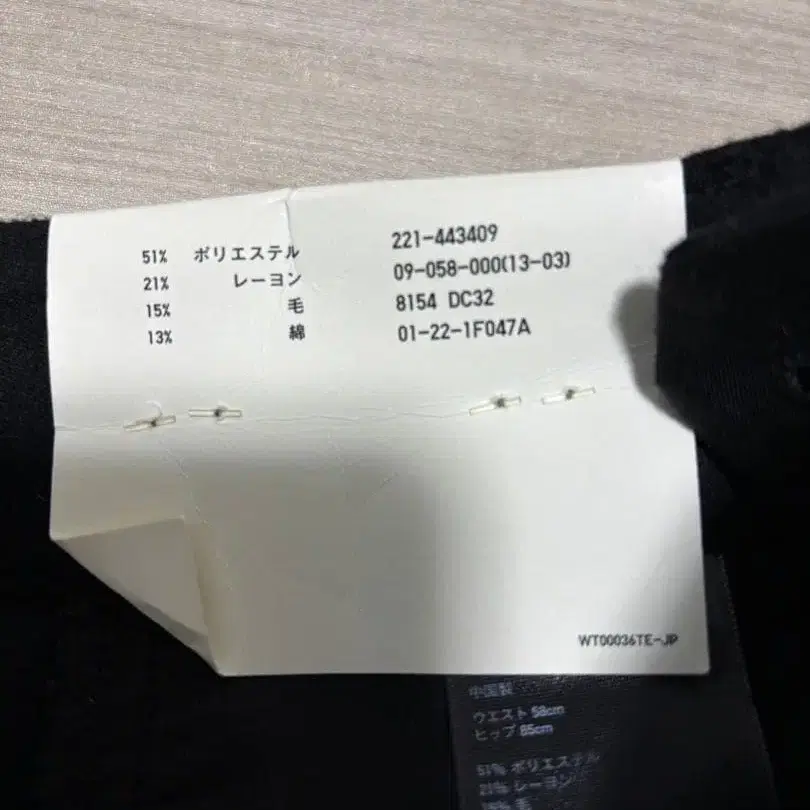 51% ポリエステル
21% レーヨン
15% 毛
13% 綿
221-443409
09-058-000(13-03)
8154 DC32
01-22-1F047A
WT00036TE-JP
中国製
ウエスト 58cm
ヒップ 85cm
51% ポリエステル
21% レーヨン
15% 毛